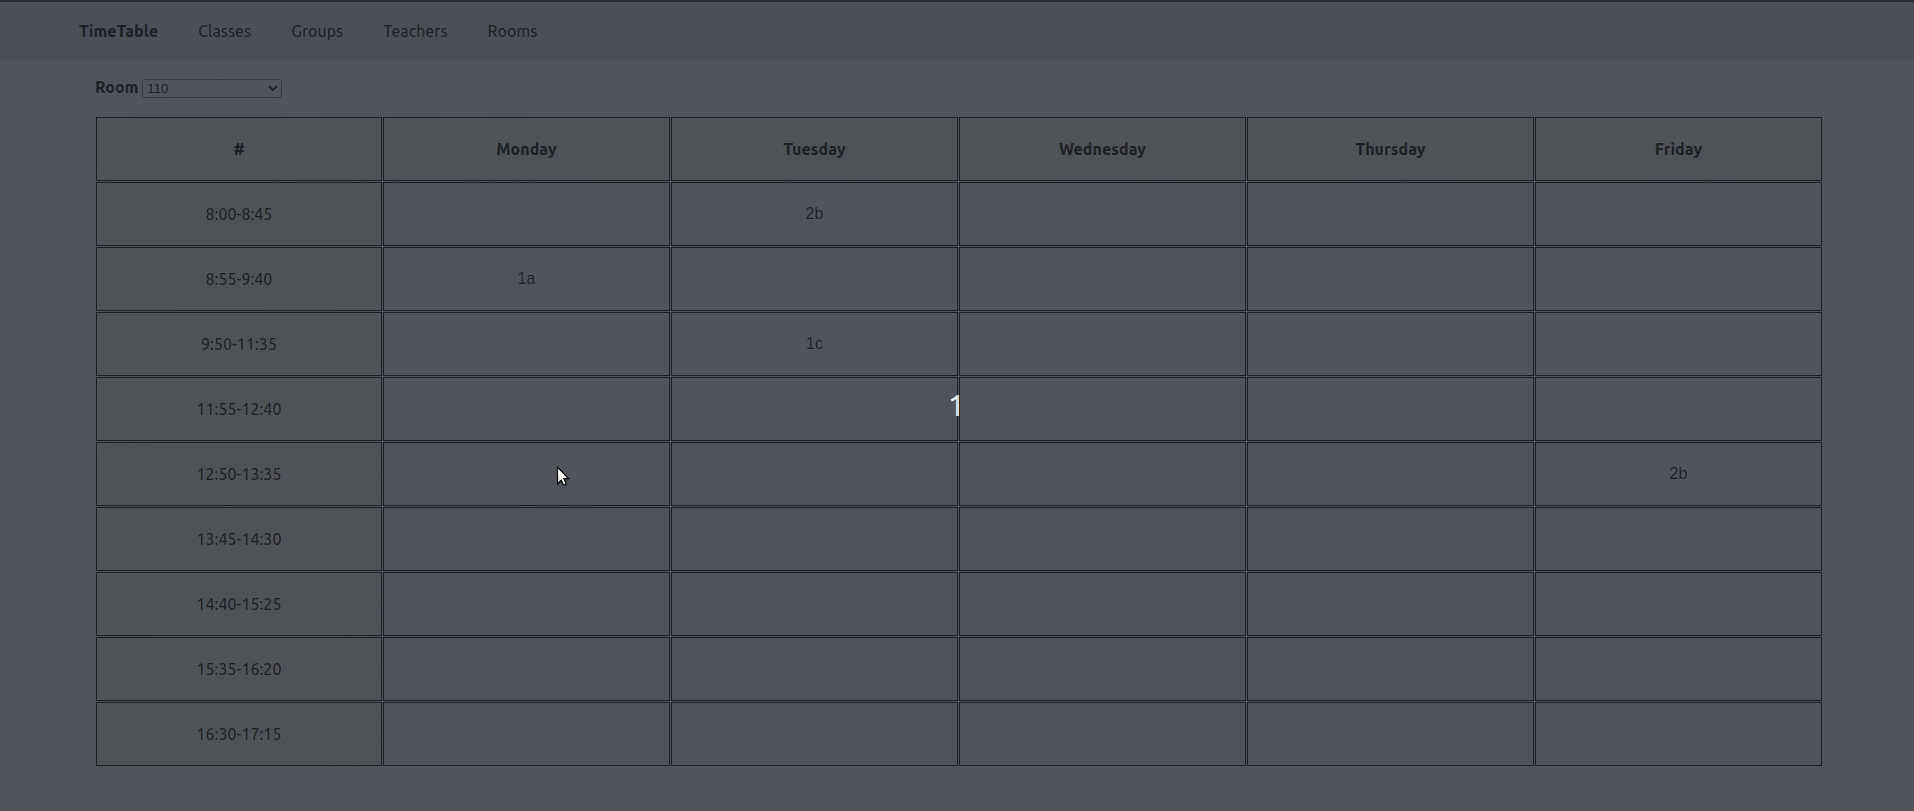 TimeTable Classes Groups Teachers Rooms
Room 110
# Monday Tuesday Wednesday Thursday Friday
8:00-8:45 2b
8:55-9:40 1a
9:50-11:35 1c
11:55-12:40 1
12:50-13:35 2b
13:45-14:30
14:40-15:25
15:35-16:20
16:30-17:15